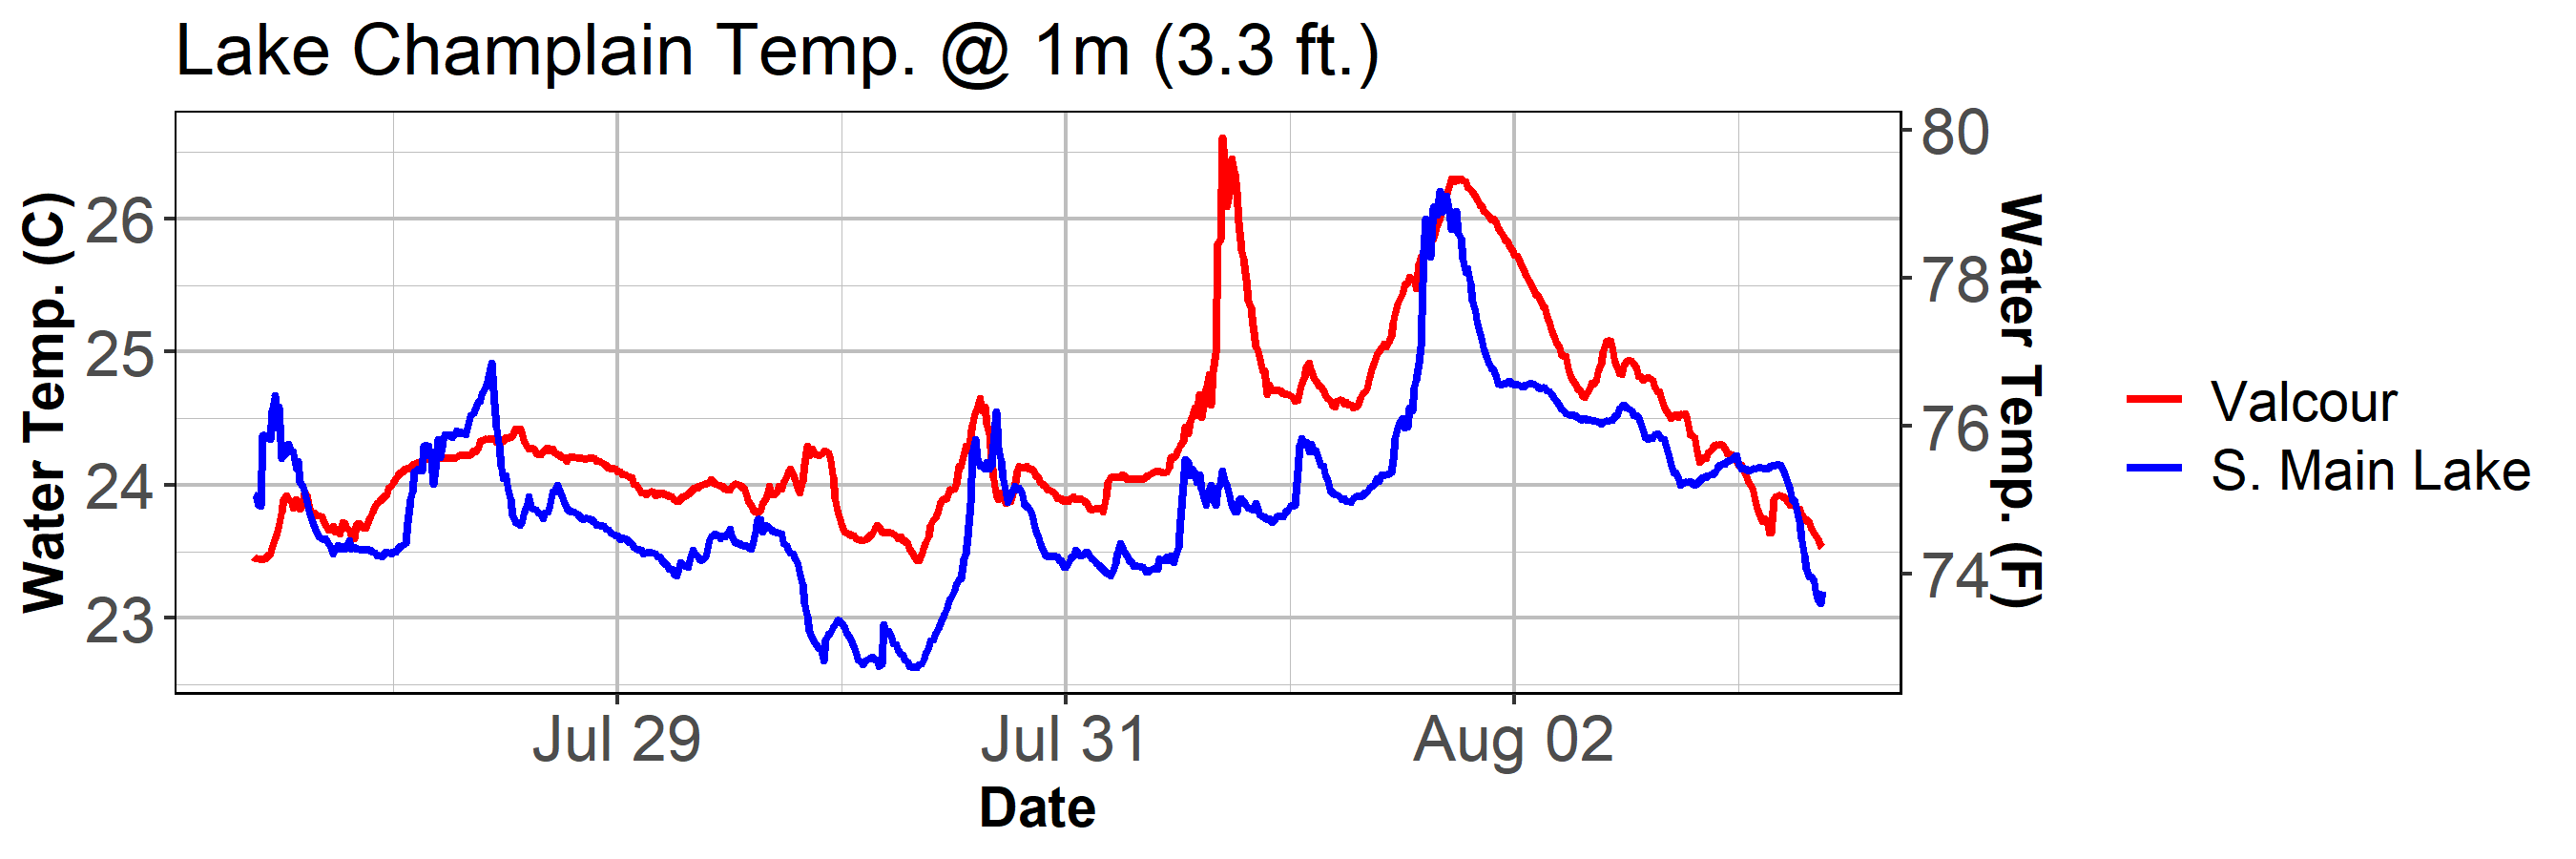 Lake Champlain Temp. @ 1m (3.3 ft.)
Water Temp. (C)
26
25
24
23
80
78
76
74
Water Temp. (F)
Jul 29
Jul 31
Aug 02
Date
Valcour
S. Main Lake